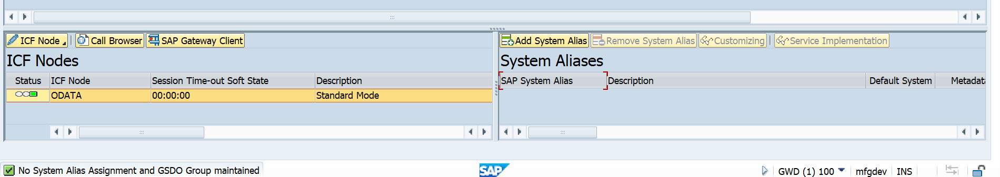 ICF Node Call Browser SAP Gateway Client
ICF Nodes
Status ICF Node Session Time-out Soft State Description
ODATA 00:00:00 Standard Mode
Add System Alias Remove System Alias Customizing Service Implementation
System Aliases
SAP System Alias Description Default System Metadata
No System Alias Assignment and GSDO Group maintained
SAP
GWD (1) 100 mfgdev INS